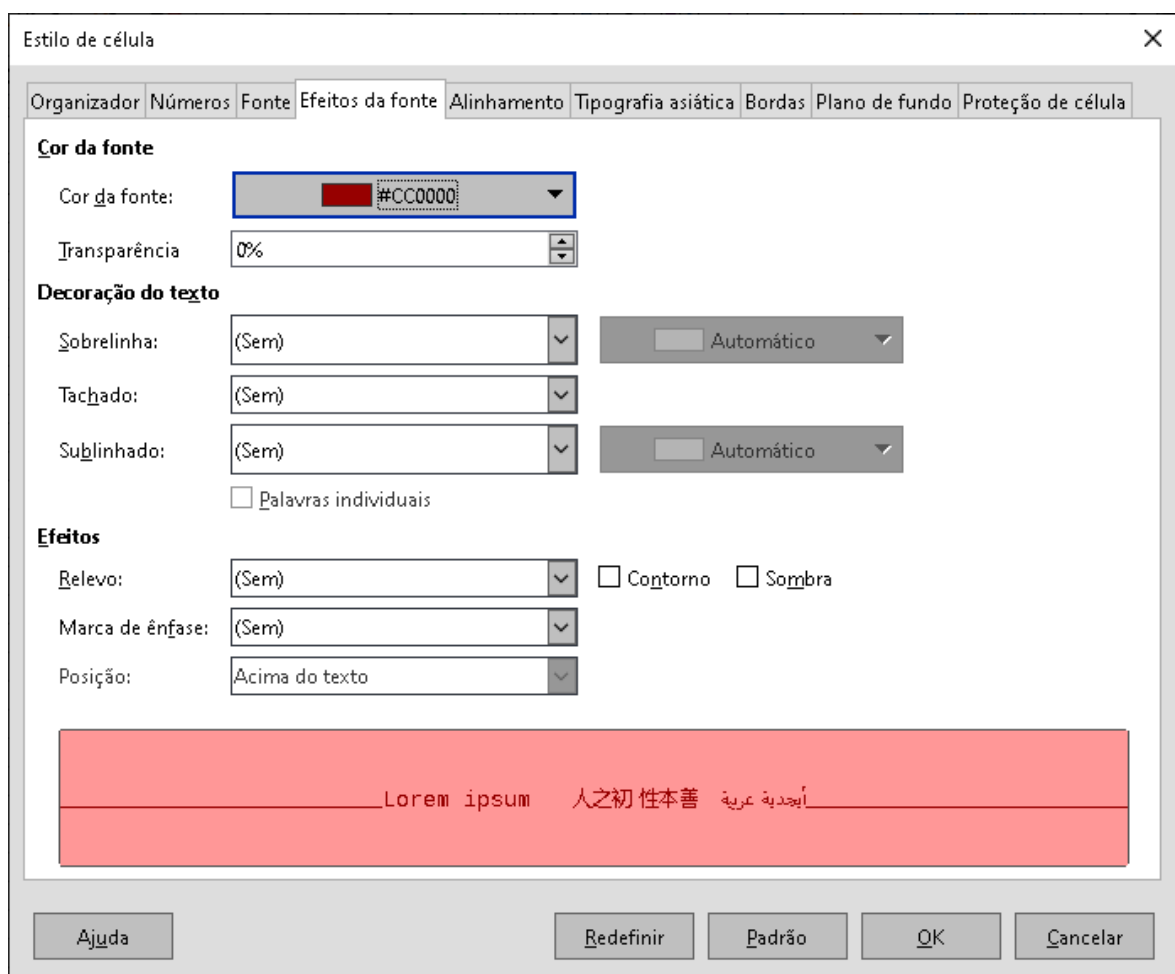 Estilo de célula
Organizador Números Fonte Efeitos da fonte Alinhamento Tipografia asiática Bordas Plano de fundo Proteção de célula
Cor da fonte
Cor da fonte: #CC0000
Transparência 0%
Decoração do texto
Sobrelinha: (Sem) Automático
Tachado: (Sem)
Sublinhado: (Sem) Automático
Palavras individuais
Efeitos
Relevo: (Sem) Contorno Sombra
Marca de ênfase: (Sem)
Posição: Acima do texto
Lorem ipsum 人之初 性本善 أبجدية عربية
Ajuda Redefinir Padrão OK Cancelar